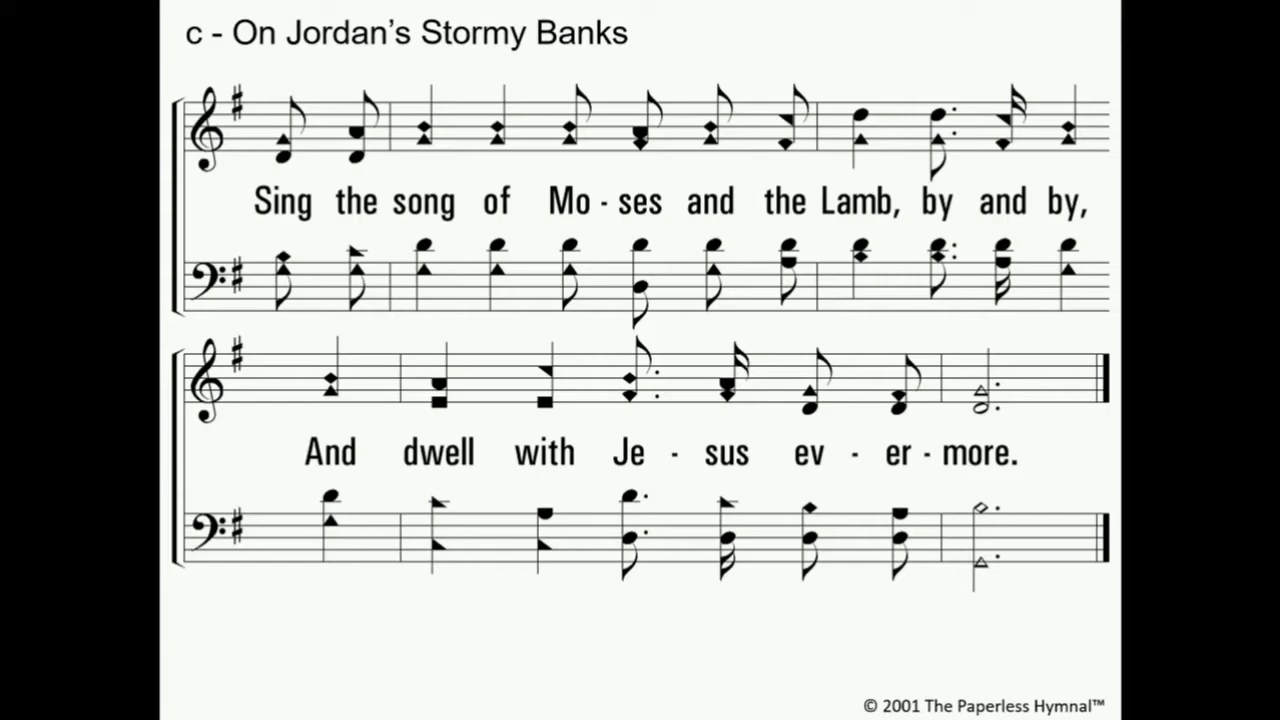 c - On Jordan’s Stormy Banks
Sing the song of Mo - ses and the Lamb, by and by,
And dwell with Je - sus ev - er - more.
© 2001 The Paperless Hymnal™